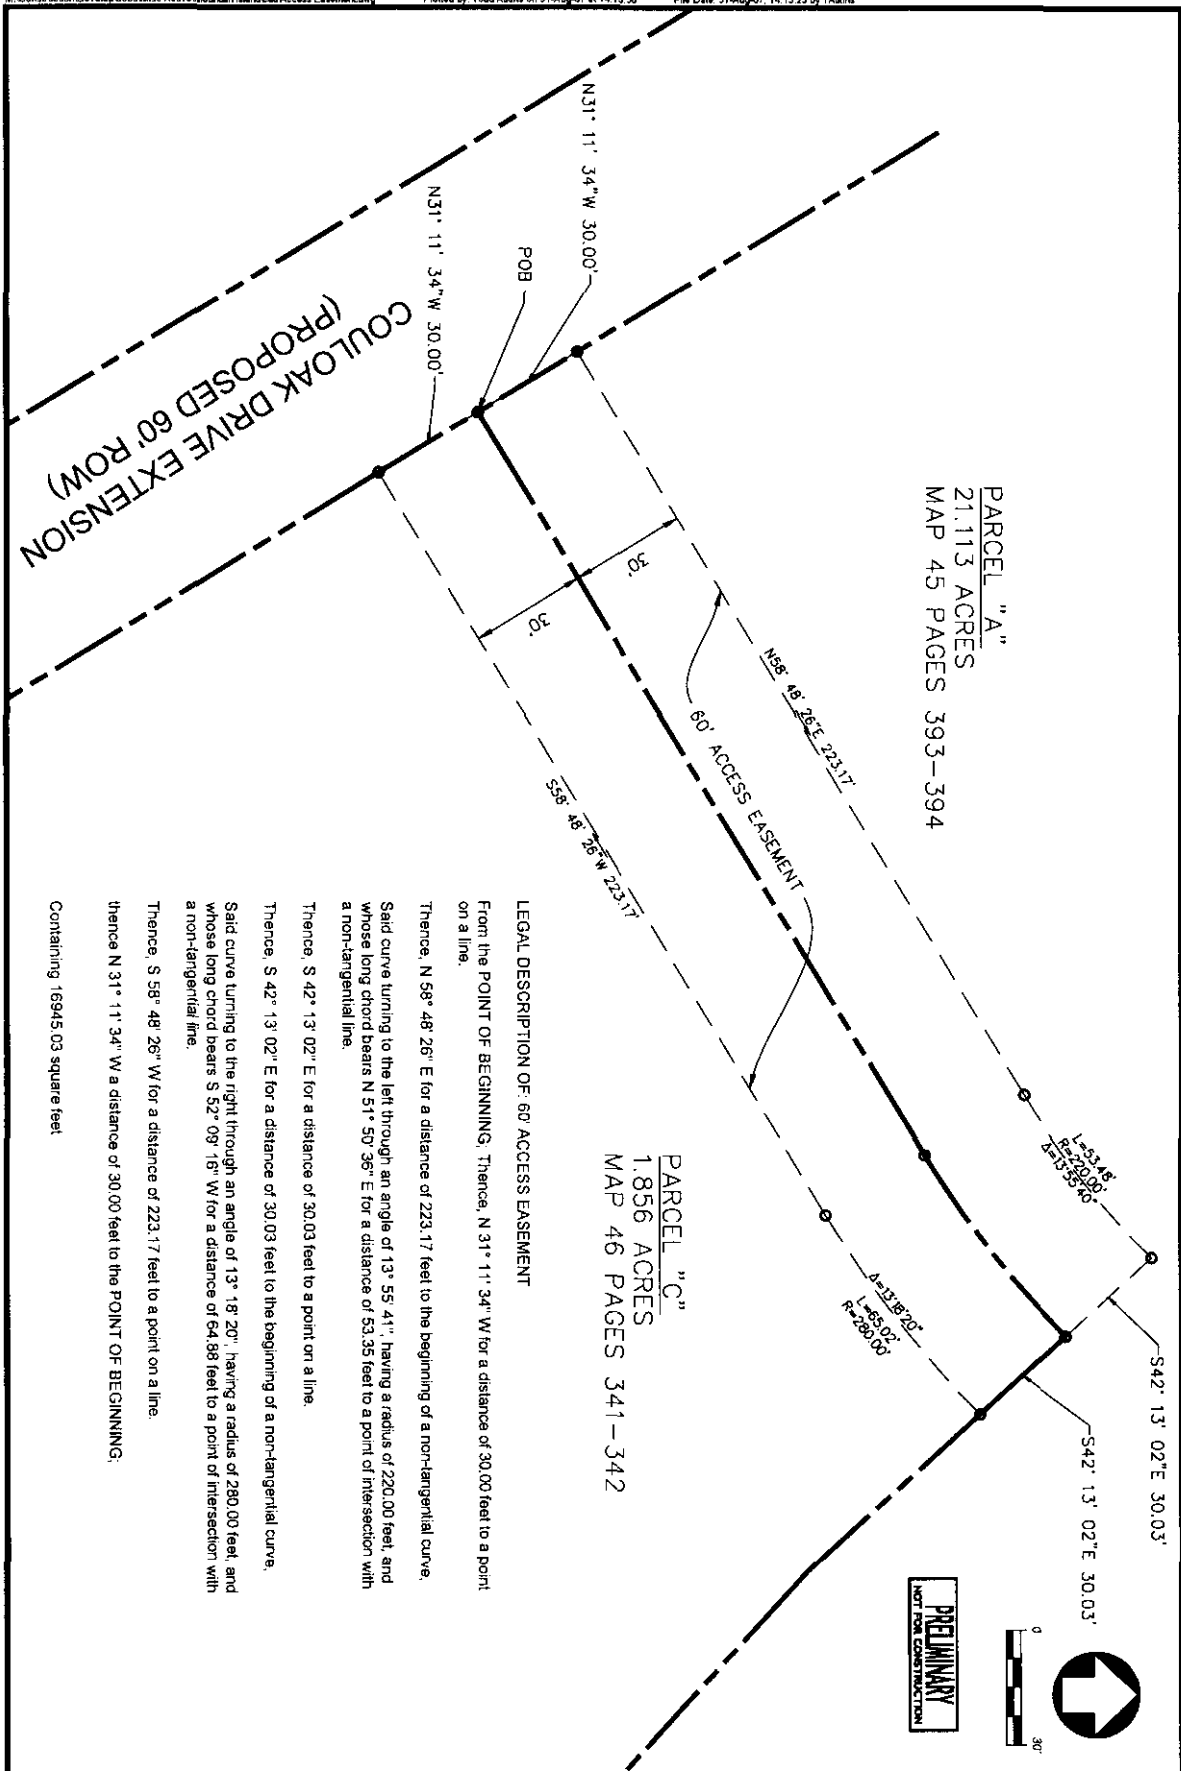 N31° 11' 34"W 30.00'
N31° 11' 34"W 30.00'
POB
COULOAK DRIVE EXTENSION
(PROPOSED 60' ROW)
PARCEL "A"
21.113 ACRES
MAP 45 PAGES 393-394
30'
30'
N58° 48' 26"E 223.17'
60' ACCESS EASEMENT
S58° 48' 26"W 223.17'
L=53.48'
R=220.00'
Δ=13°55'40"
Δ=13°18'20"
L=65.02'
R=280.00'
S42° 13' 02"E 30.03'
S42° 13' 02"E 30.03'
PARCEL "C"
1.856 ACRES
MAP 46 PAGES 341-342
0
30'
PRELIMINARY
NOT FOR CONSTRUCTION
LEGAL DESCRIPTION OF: 60' ACCESS EASEMENT
From the POINT OF BEGINNING; Thence, N 31° 11' 34" W for a distance of 30.00 feet to a point
on a line.
Thence, N 58° 48' 26" E for a distance of 223.17 feet to the beginning of a non-tangential curve,
Said curve turning to the left through an angle of 13° 55' 41", having a radius of 220.00 feet, and
whose long chord bears N 51° 50' 36" E for a distance of 53.35 feet to a point of intersection with
a non-tangential line.
Thence, S 42° 13' 02" E for a distance of 30.03 feet to a point on a line.
Thence, S 42° 13' 02" E for a distance of 30.03 feet to the beginning of a non-tangential curve,
Said curve turning to the right through an angle of 13° 18' 20", having a radius of 280.00 feet, and
whose long chord bears S 52° 09' 16" W for a distance of 64.88 feet to a point of intersection with
a non-tangential line.
Thence, S 58° 48' 26" W for a distance of 223.17 feet to a point on a line.
thence N 31° 11' 34" W a distance of 30.00 feet to the POINT OF BEGINNING;
Containing 16945.03 square feet